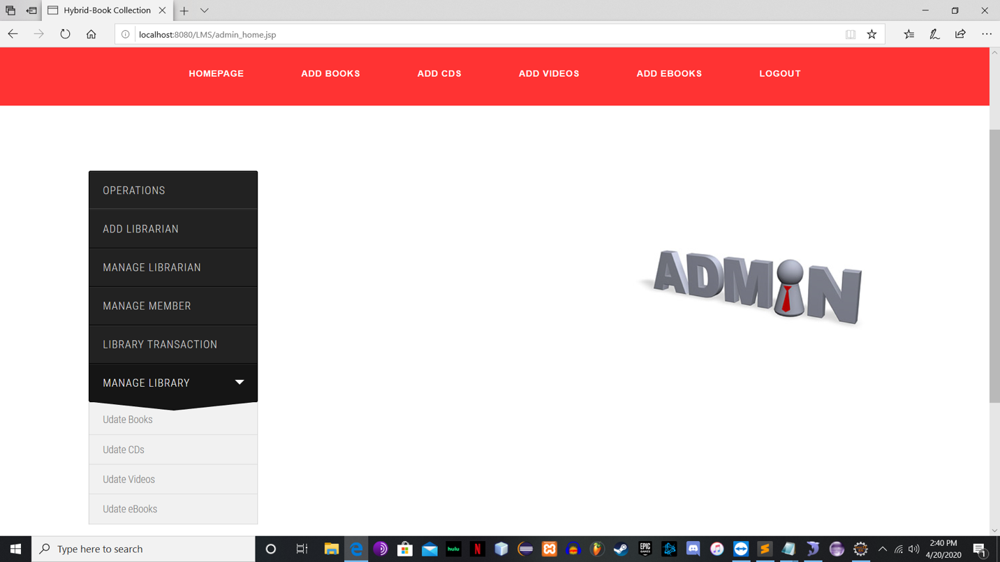 Hybrid-Book Collection
localhost:8080/LMS/admin_home.jsp
HOMEPAGE ADD BOOKS ADD CDS ADD VIDEOS ADD EBOOKS LOGOUT
OPERATIONS
ADD LIBRARIAN
MANAGE LIBRARIAN
MANAGE MEMBER
LIBRARY TRANSACTION
MANAGE LIBRARY
Udate Books
Udate CDs
Udate Videos
Udate eBooks
ADMIN
Type here to search
hulu
N
EPIC
GAMES
2:40 PM
4/20/2020
1